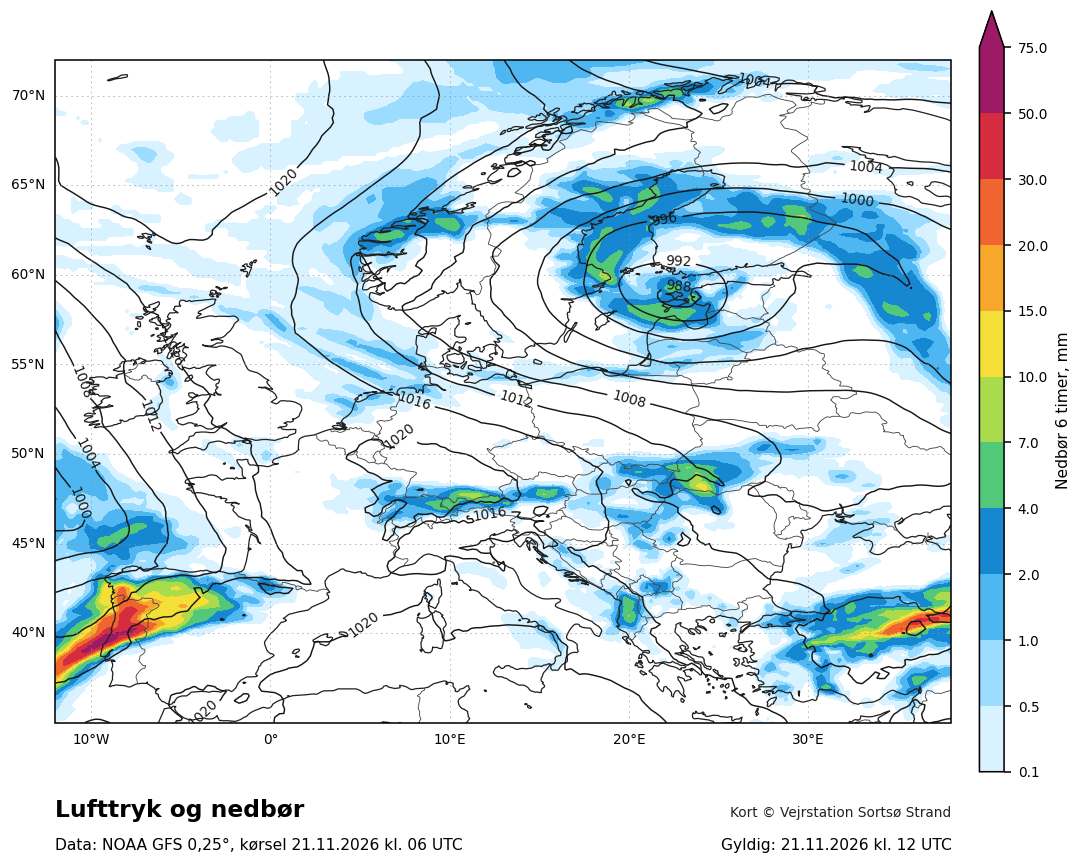 70°N
65°N
60°N
55°N
50°N
45°N
40°N
10°W
0°
10°E
20°E
30°E
1004
1004
1020
1000
996
992
988
1008
1012
1016
1012
1008
1020
1004
1000
1016
1020
1020
75.0
50.0
30.0
20.0
15.0
10.0
7.0
4.0
2.0
1.0
0.5
0.1
Nedbør 6 timer, mm
Lufttryk og nedbør
Kort © Vejrstation Sortsø Strand
Data: NOAA GFS 0,25°, kørsel 21.11.2026 kl. 06 UTC
Gyldig: 21.11.2026 kl. 12 UTC